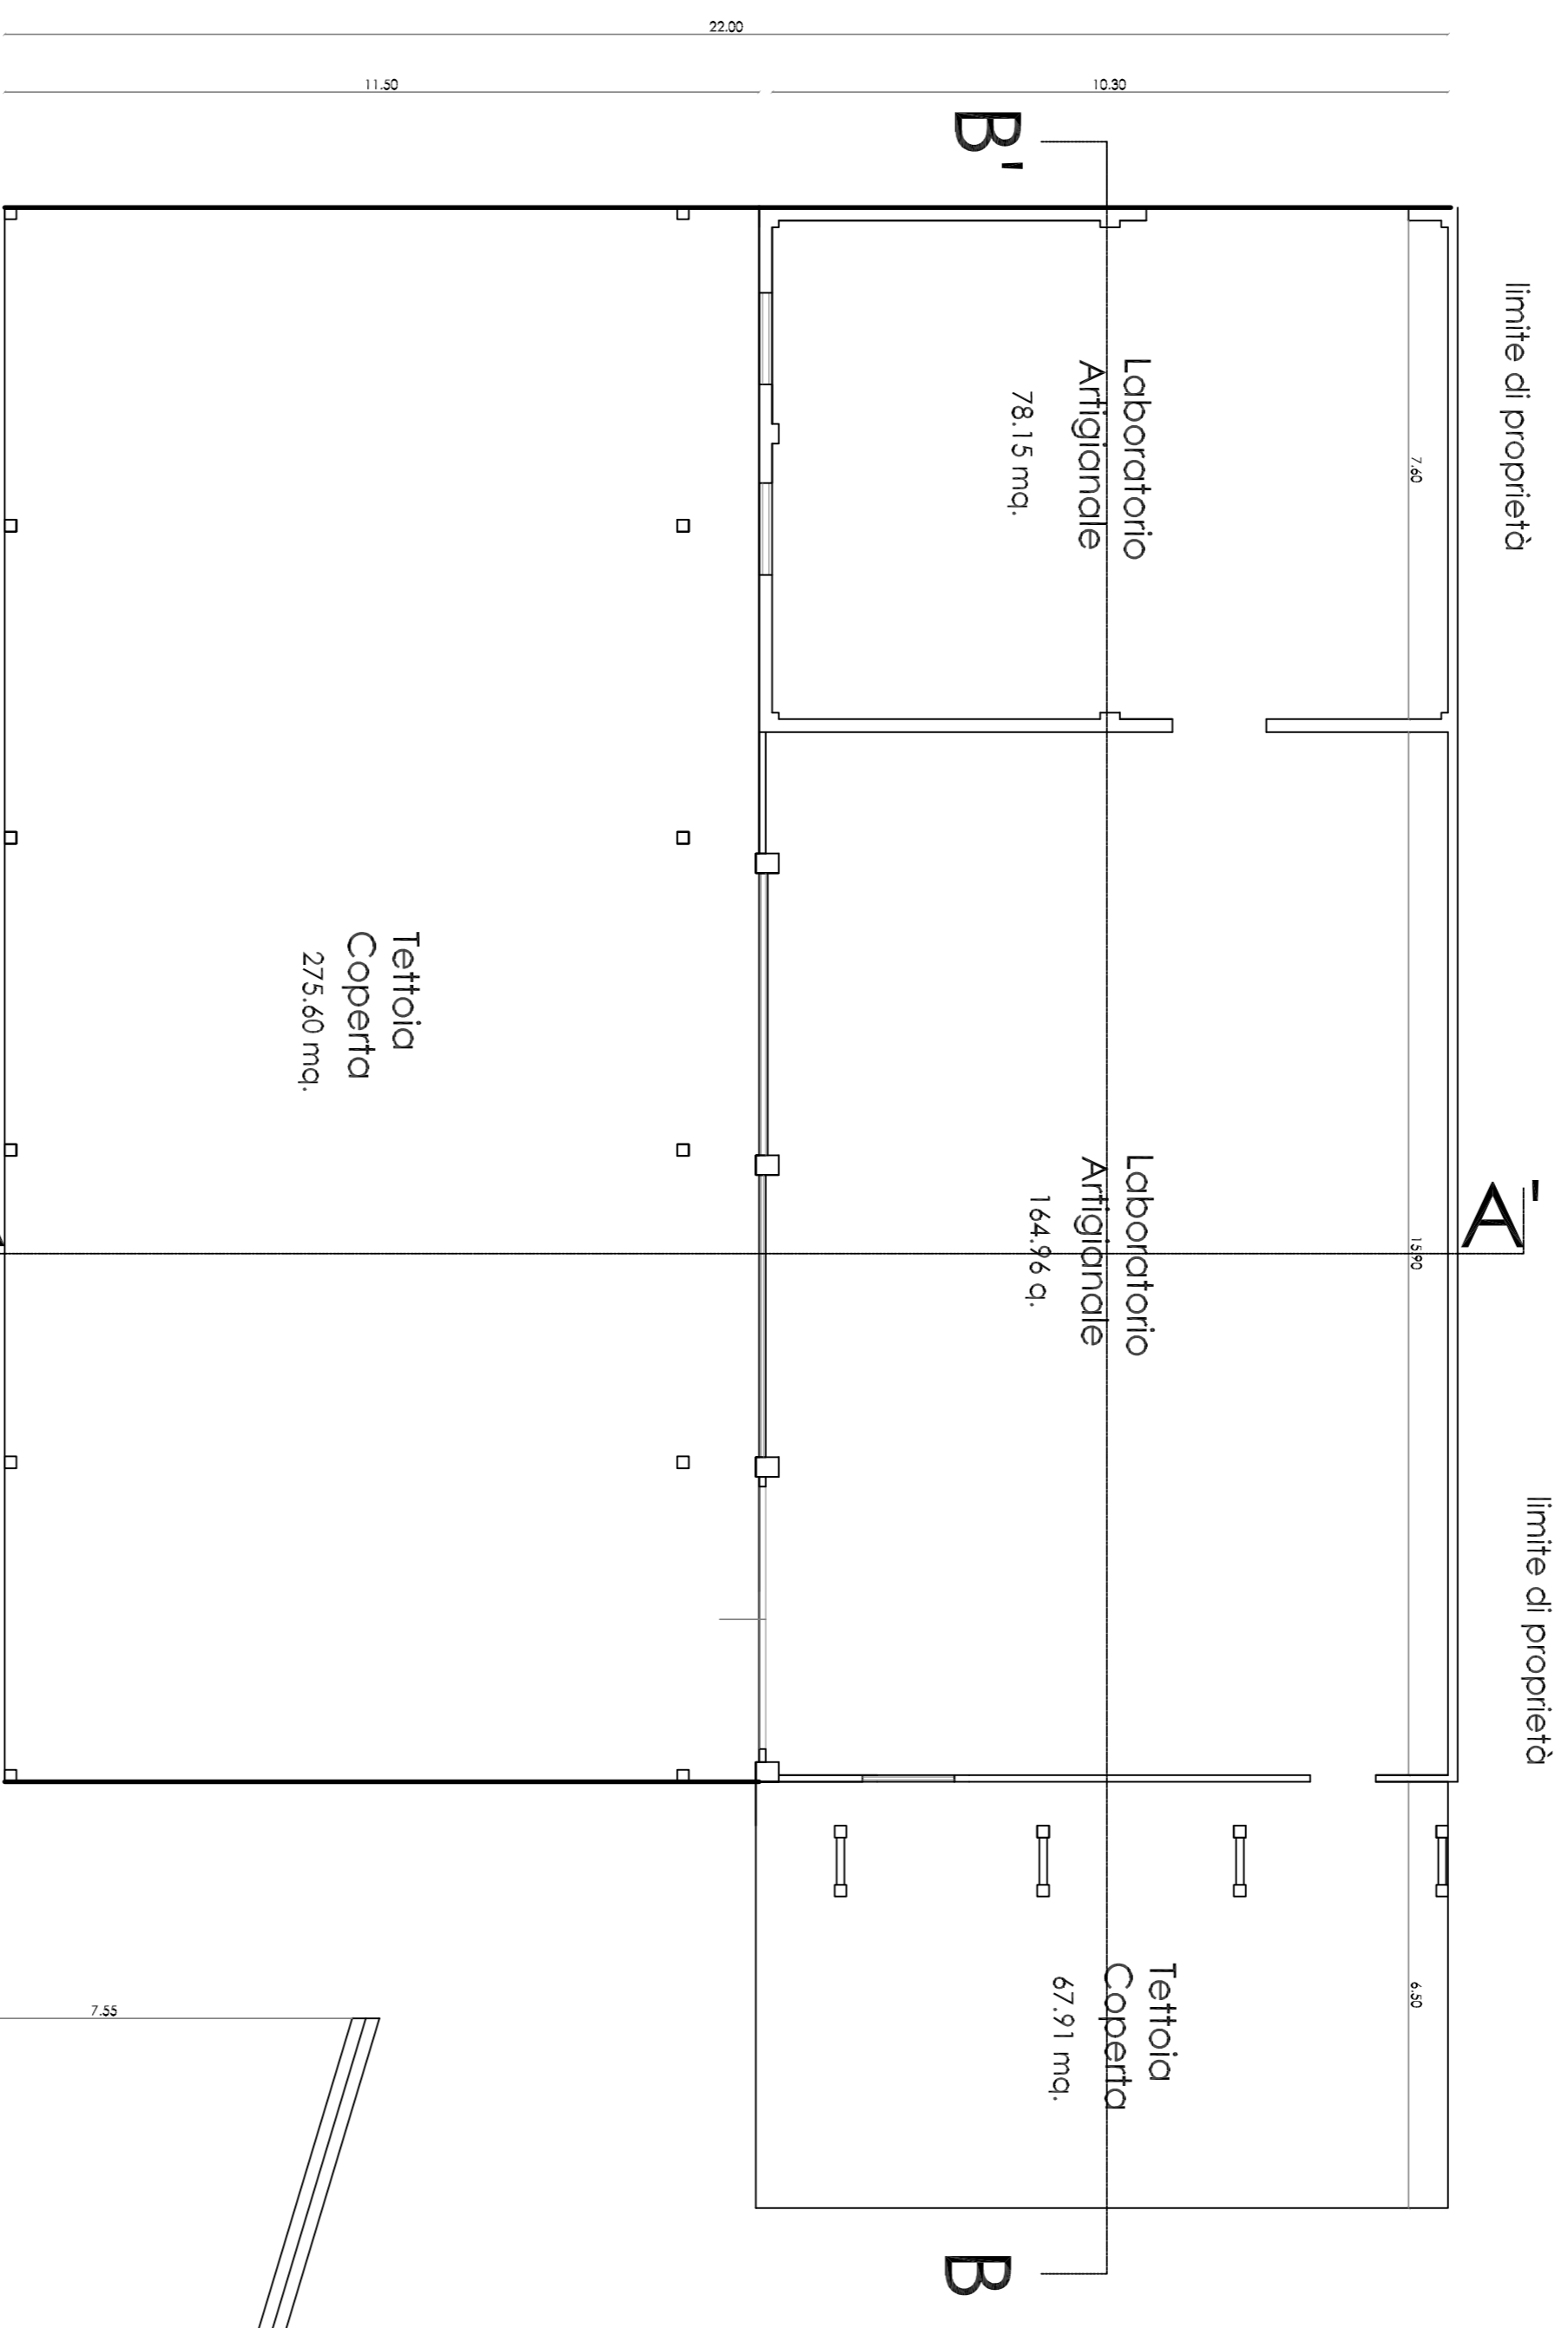 22.00
11.50
10.30
B'
limite di proprietà
7.60
Laboratorio
Artigianale
78.15 mq.
Tettoia
Coperta
275.60 mq.
Laboratorio
Artigianale
164.96 q.
A'
15.90
limite di proprietà
Tettoia
Coperta
67.91 mq.
6.50
7.55
B